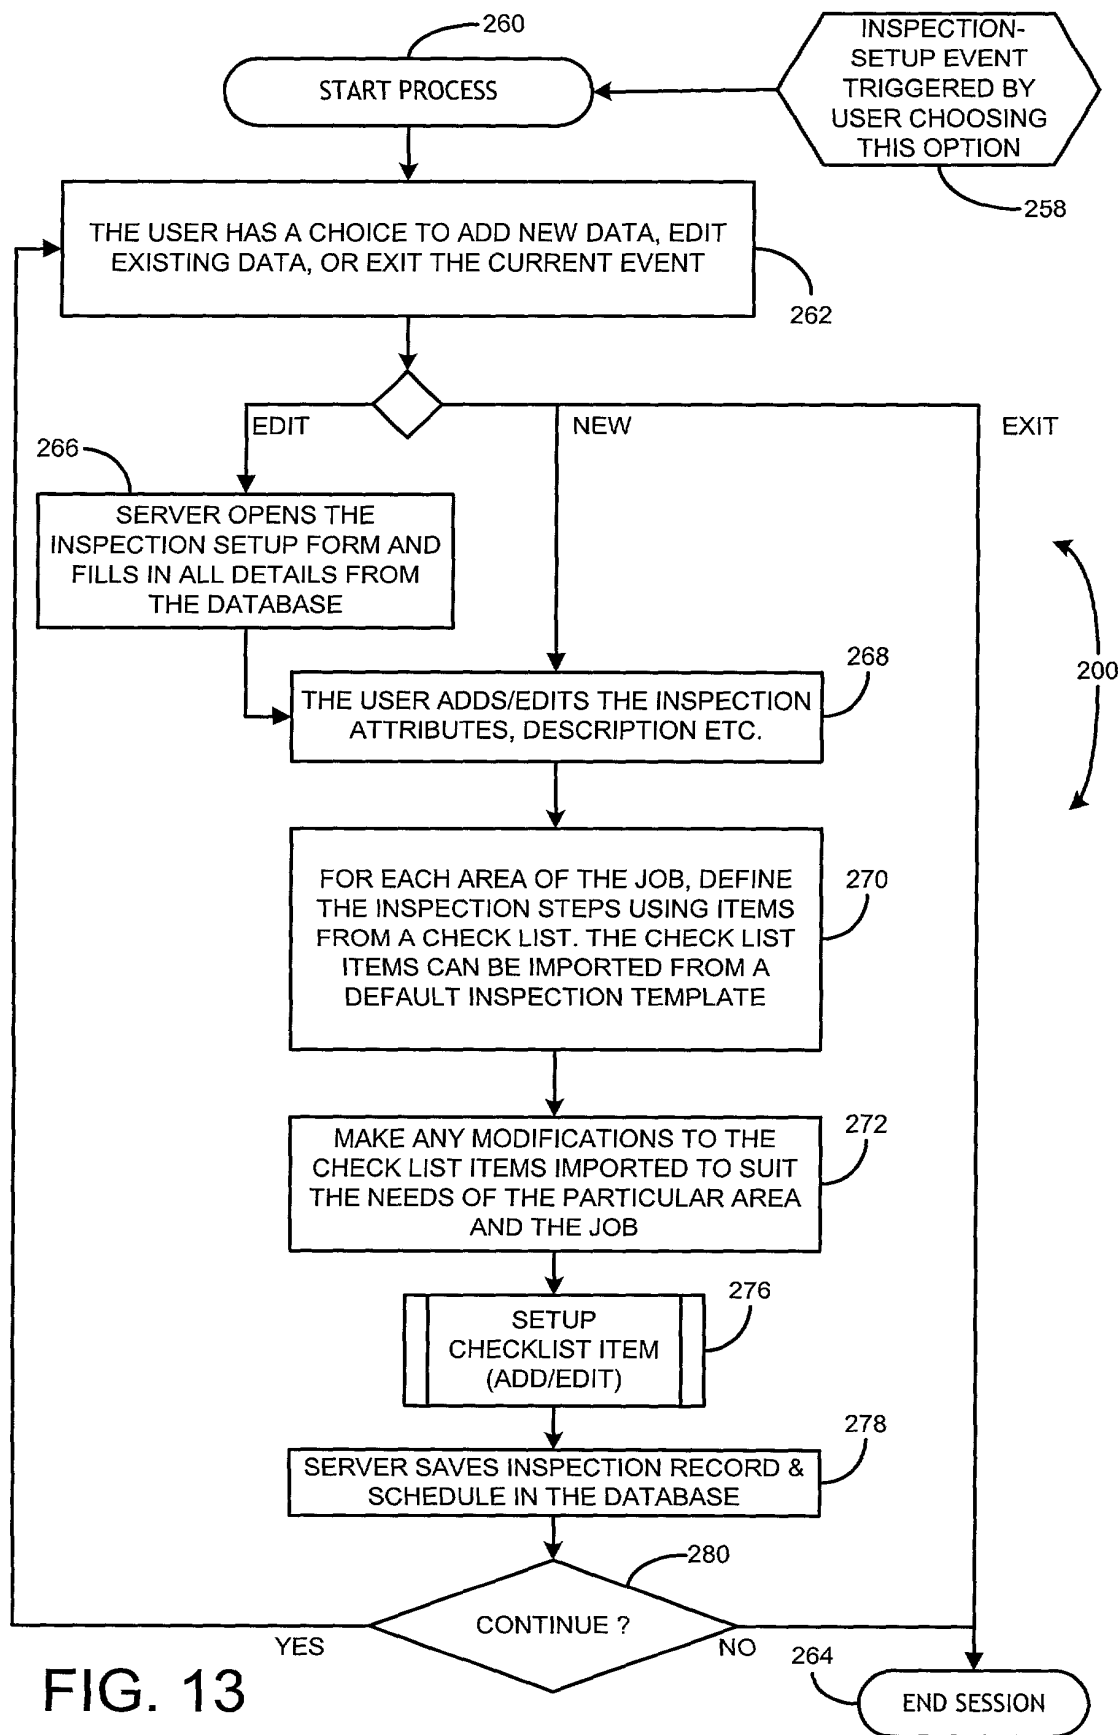 260
START PROCESS
INSPECTION-
SETUP EVENT
TRIGGERED BY
USER CHOOSING
THIS OPTION
258
THE USER HAS A CHOICE TO ADD NEW DATA, EDIT
EXISTING DATA, OR EXIT THE CURRENT EVENT
262
EDIT
NEW
EXIT
266
SERVER OPENS THE
INSPECTION SETUP FORM AND
FILLS IN ALL DETAILS FROM
THE DATABASE
268
THE USER ADDS/EDITS THE INSPECTION
ATTRIBUTES, DESCRIPTION ETC.
200
FOR EACH AREA OF THE JOB, DEFINE
THE INSPECTION STEPS USING ITEMS
FROM A CHECK LIST. THE CHECK LIST
ITEMS CAN BE IMPORTED FROM A
DEFAULT INSPECTION TEMPLATE
270
MAKE ANY MODIFICATIONS TO THE
CHECK LIST ITEMS IMPORTED TO SUIT
THE NEEDS OF THE PARTICULAR AREA
AND THE JOB
272
SETUP
CHECKLIST ITEM
(ADD/EDIT)
276
SERVER SAVES INSPECTION RECORD &
SCHEDULE IN THE DATABASE
278
280
CONTINUE ?
YES
NO
264
END SESSION
FIG. 13